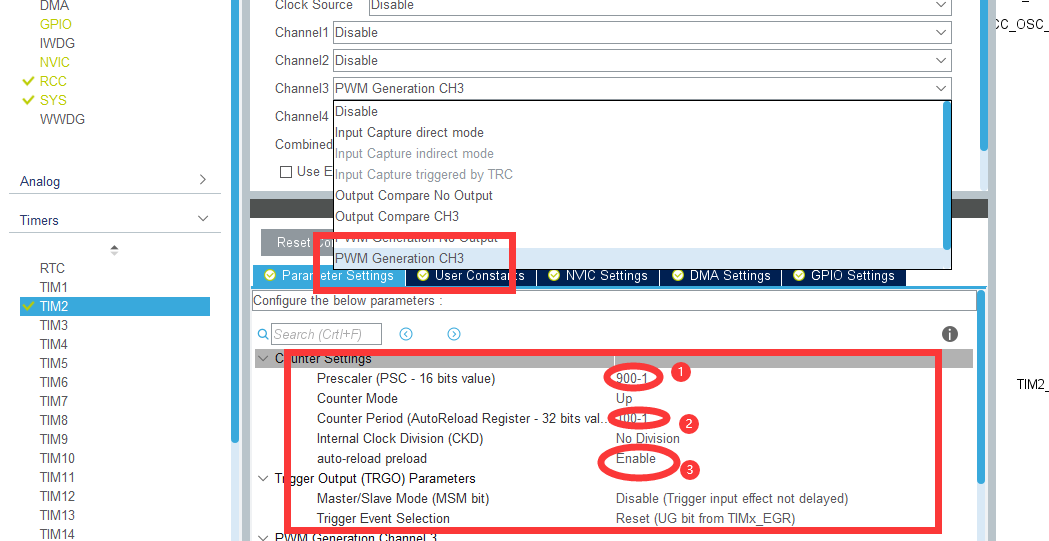 DMA
GPIO
IWDG
NVIC
RCC
SYS
WWDG
Analog
Timers
RTC
TIM1
TIM2
TIM3
TIM4
TIM5
TIM6
TIM7
TIM8
TIM9
TIM10
TIM11
TIM12
TIM13
TIM14
Clock Source Disable
Channel1 Disable
Channel2 Disable
Channel3 PWM Generation CH3
Channel4
Disable
Input Capture direct mode
Combined
Input Capture indirect mode
Use E
Input Capture triggered by TRC
Output Compare No Output
Output Compare CH3
PWM Generation No Output
PWM Generation CH3
Reset Con
Parameter Settings
User Constants
NVIC Settings
DMA Settings
GPIO Settings
Configure the below parameters :
Search (Crtl+F)
Counter Settings
Prescaler (PSC - 16 bits value) 900-1 1
Counter Mode Up
Counter Period (AutoReload Register - 32 bits val... 100-1 2
Internal Clock Division (CKD) No Division
auto-reload preload Enable 3
Trigger Output (TRGO) Parameters
Master/Slave Mode (MSM bit) Disable (Trigger input effect not delayed)
Trigger Event Selection Reset (UG bit from TIMx_EGR)
PWM Generation Channel 3
CC_OSC_
TIM2_